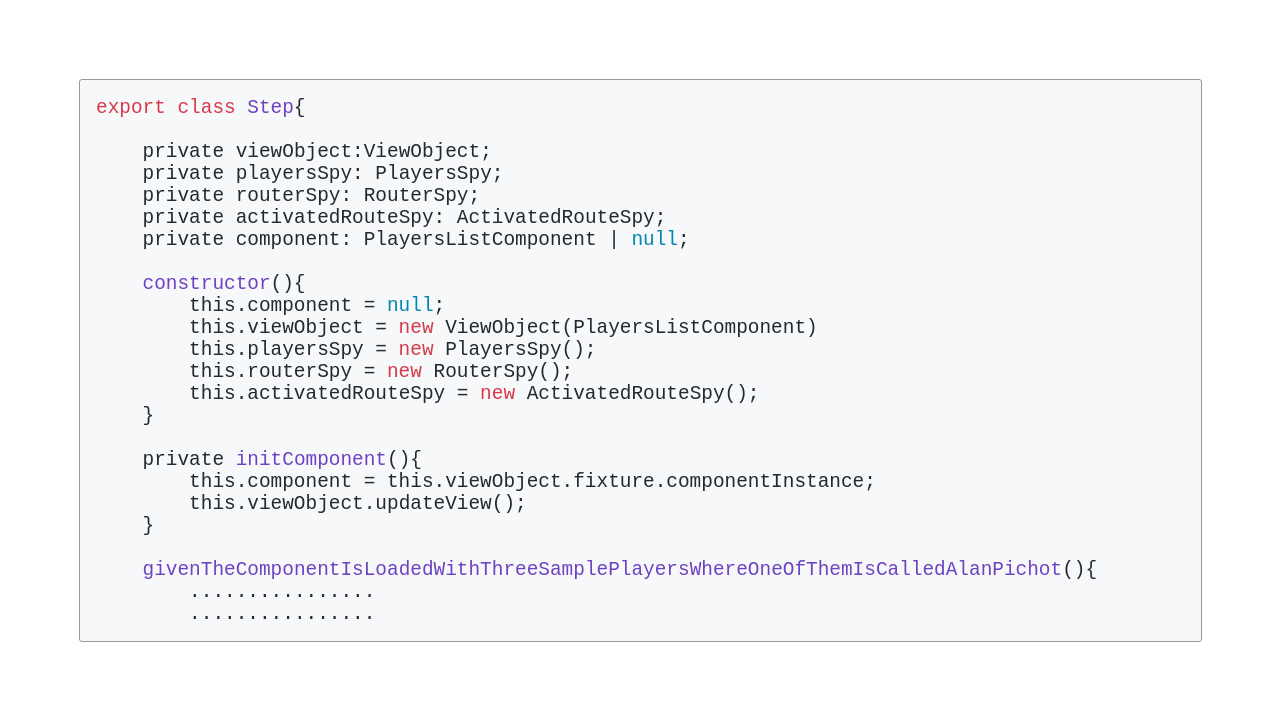 export class Step{
private viewObject:ViewObject;
private playersSpy: PlayersSpy;
private routerSpy: RouterSpy;
private activatedRouteSpy: ActivatedRouteSpy;
private component: PlayersListComponent | null;
constructor(){
this.component = null;
this.viewObject = new ViewObject(PlayersListComponent)
this.playersSpy = new PlayersSpy();
this.routerSpy = new RouterSpy();
this.activatedRouteSpy = new ActivatedRouteSpy();
}
private initComponent(){
this.component = this.viewObject.fixture.componentInstance;
this.viewObject.updateView();
}
givenTheComponentIsLoadedWithThreeSamplePlayersWhereOneOfThemIsCalledAlanPichot(){
................
................